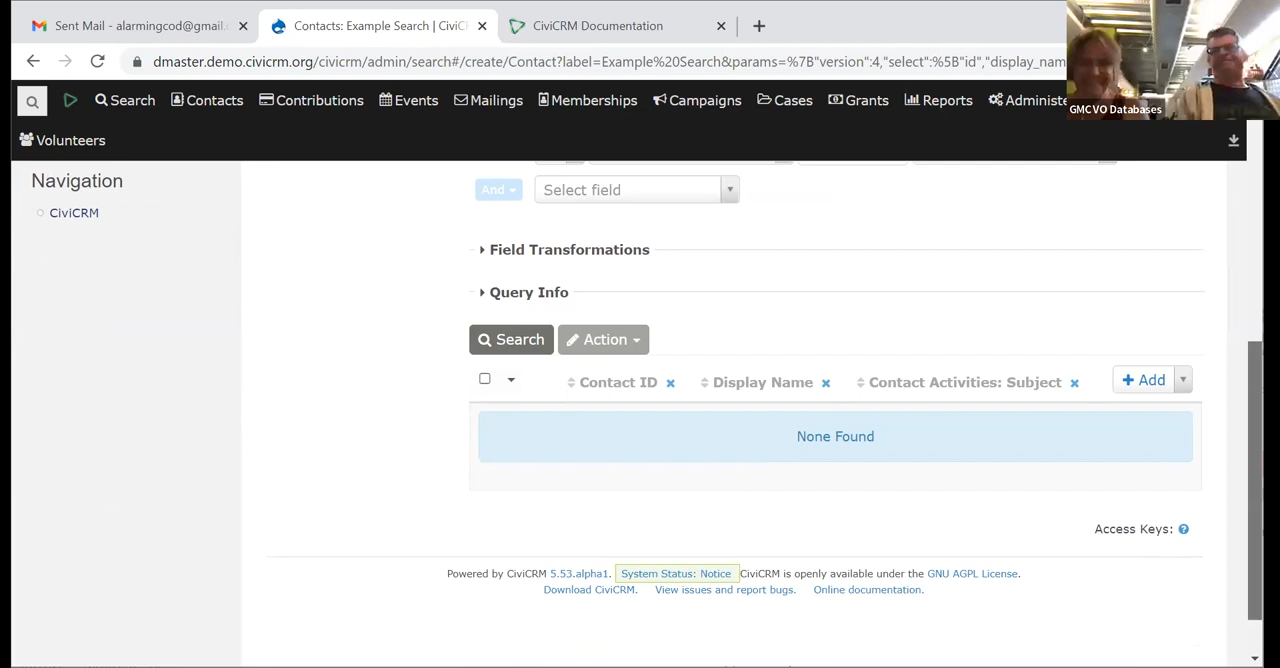 Sent Mail - alarmingcod@gmail.
Contacts: Example Search | CiviC
CiviCRM Documentation
dmaster.demo.civicrm.org/civicrm/admin/search#/create/Contact?label=Example%20Search&params=%7B"version":4,"select":%5B"id","display_nam
GMCVO Databases
Search Contacts Contributions Events Mailings Memberships Campaigns Cases Grants Reports Administe
Volunteers
Navigation
CiviCRM
And Select field
Field Transformations
Query Info
Search Action
Contact ID Display Name Contact Activities: Subject + Add
None Found
Access Keys: ?
Powered by CiviCRM 5.53.alpha1. System Status: Notice CiviCRM is openly available under the GNU AGPL License.
Download CiviCRM. View issues and report bugs. Online documentation.